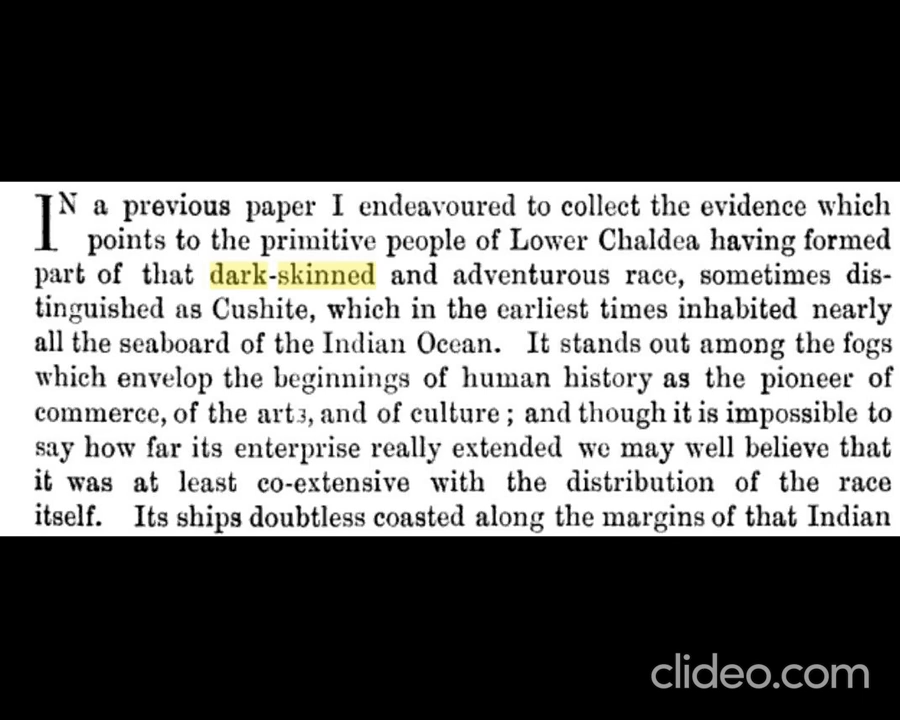 IN a previous paper I endeavoured to collect the evidence which
points to the primitive people of Lower Chaldea having formed
part of that dark-skinned and adventurous race, sometimes dis-
tinguished as Cushite, which in the earliest times inhabited nearly
all the seaboard of the Indian Ocean. It stands out among the fogs
which envelop the beginnings of human history as the pioneer of
commerce, of the arts, and of culture; and though it is impossible to
say how far its enterprise really extended we may well believe that
it was at least co-extensive with the distribution of the race
itself. Its ships doubtless coasted along the margins of that Indian
clideo.com